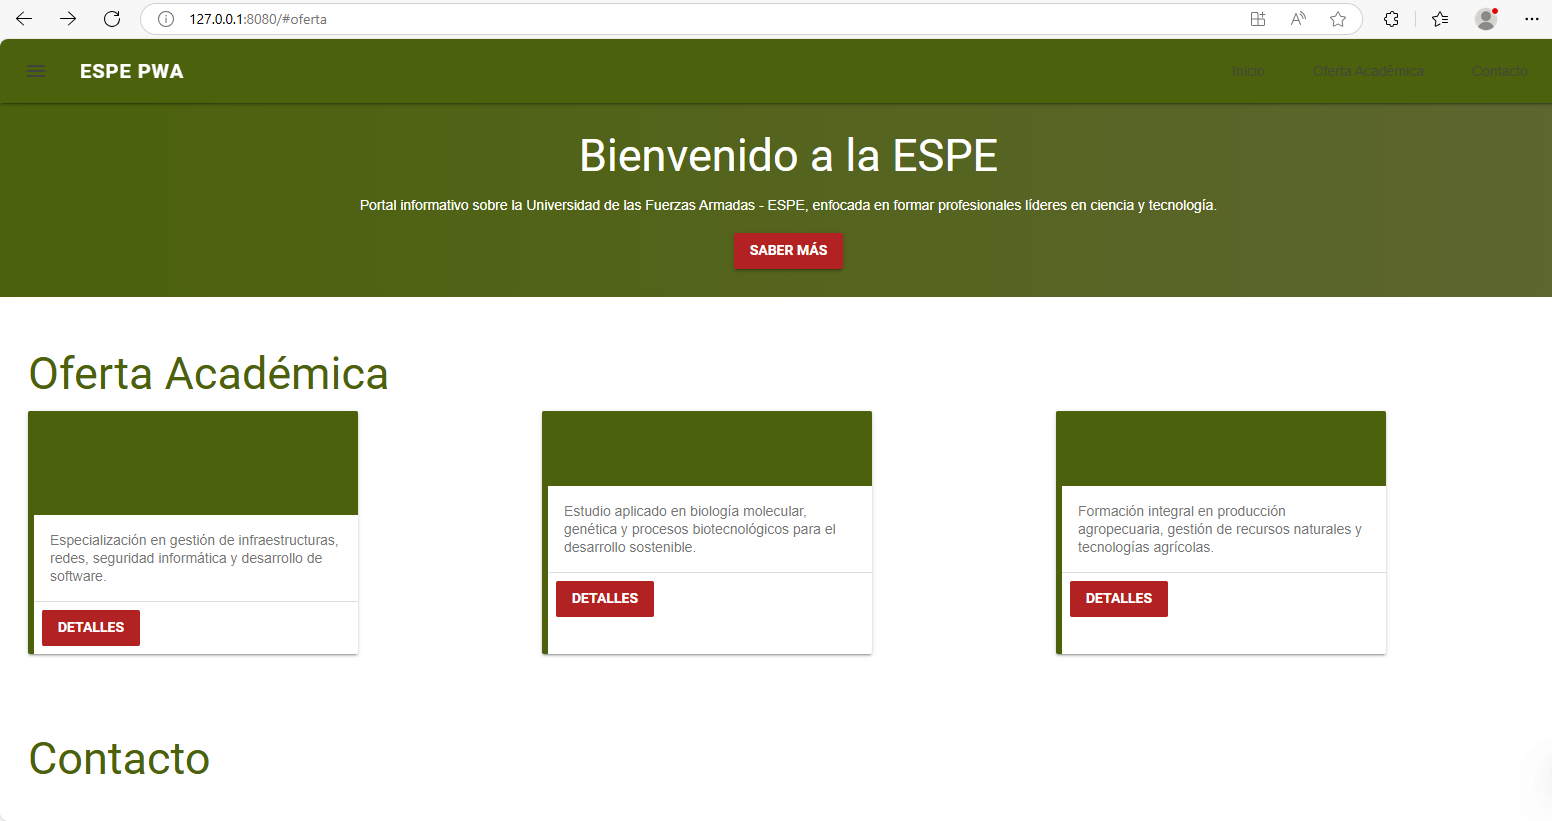 127.0.0.1:8080/#oferta
ESPE PWA
Inicio
Oferta Académica
Contacto
Bienvenido a la ESPE
Portal informativo sobre la Universidad de las Fuerzas Armadas - ESPE, enfocada en formar profesionales líderes en ciencia y tecnología.
SABER MÁS
Oferta Académica
Especialización en gestión de infraestructuras,
redes, seguridad informática y desarrollo de
software.
DETALLES
Estudio aplicado en biología molecular,
genética y procesos biotecnológicos para el
desarrollo sostenible.
DETALLES
Formación integral en producción
agropecuaria, gestión de recursos naturales y
tecnologías agrícolas.
DETALLES
Contacto